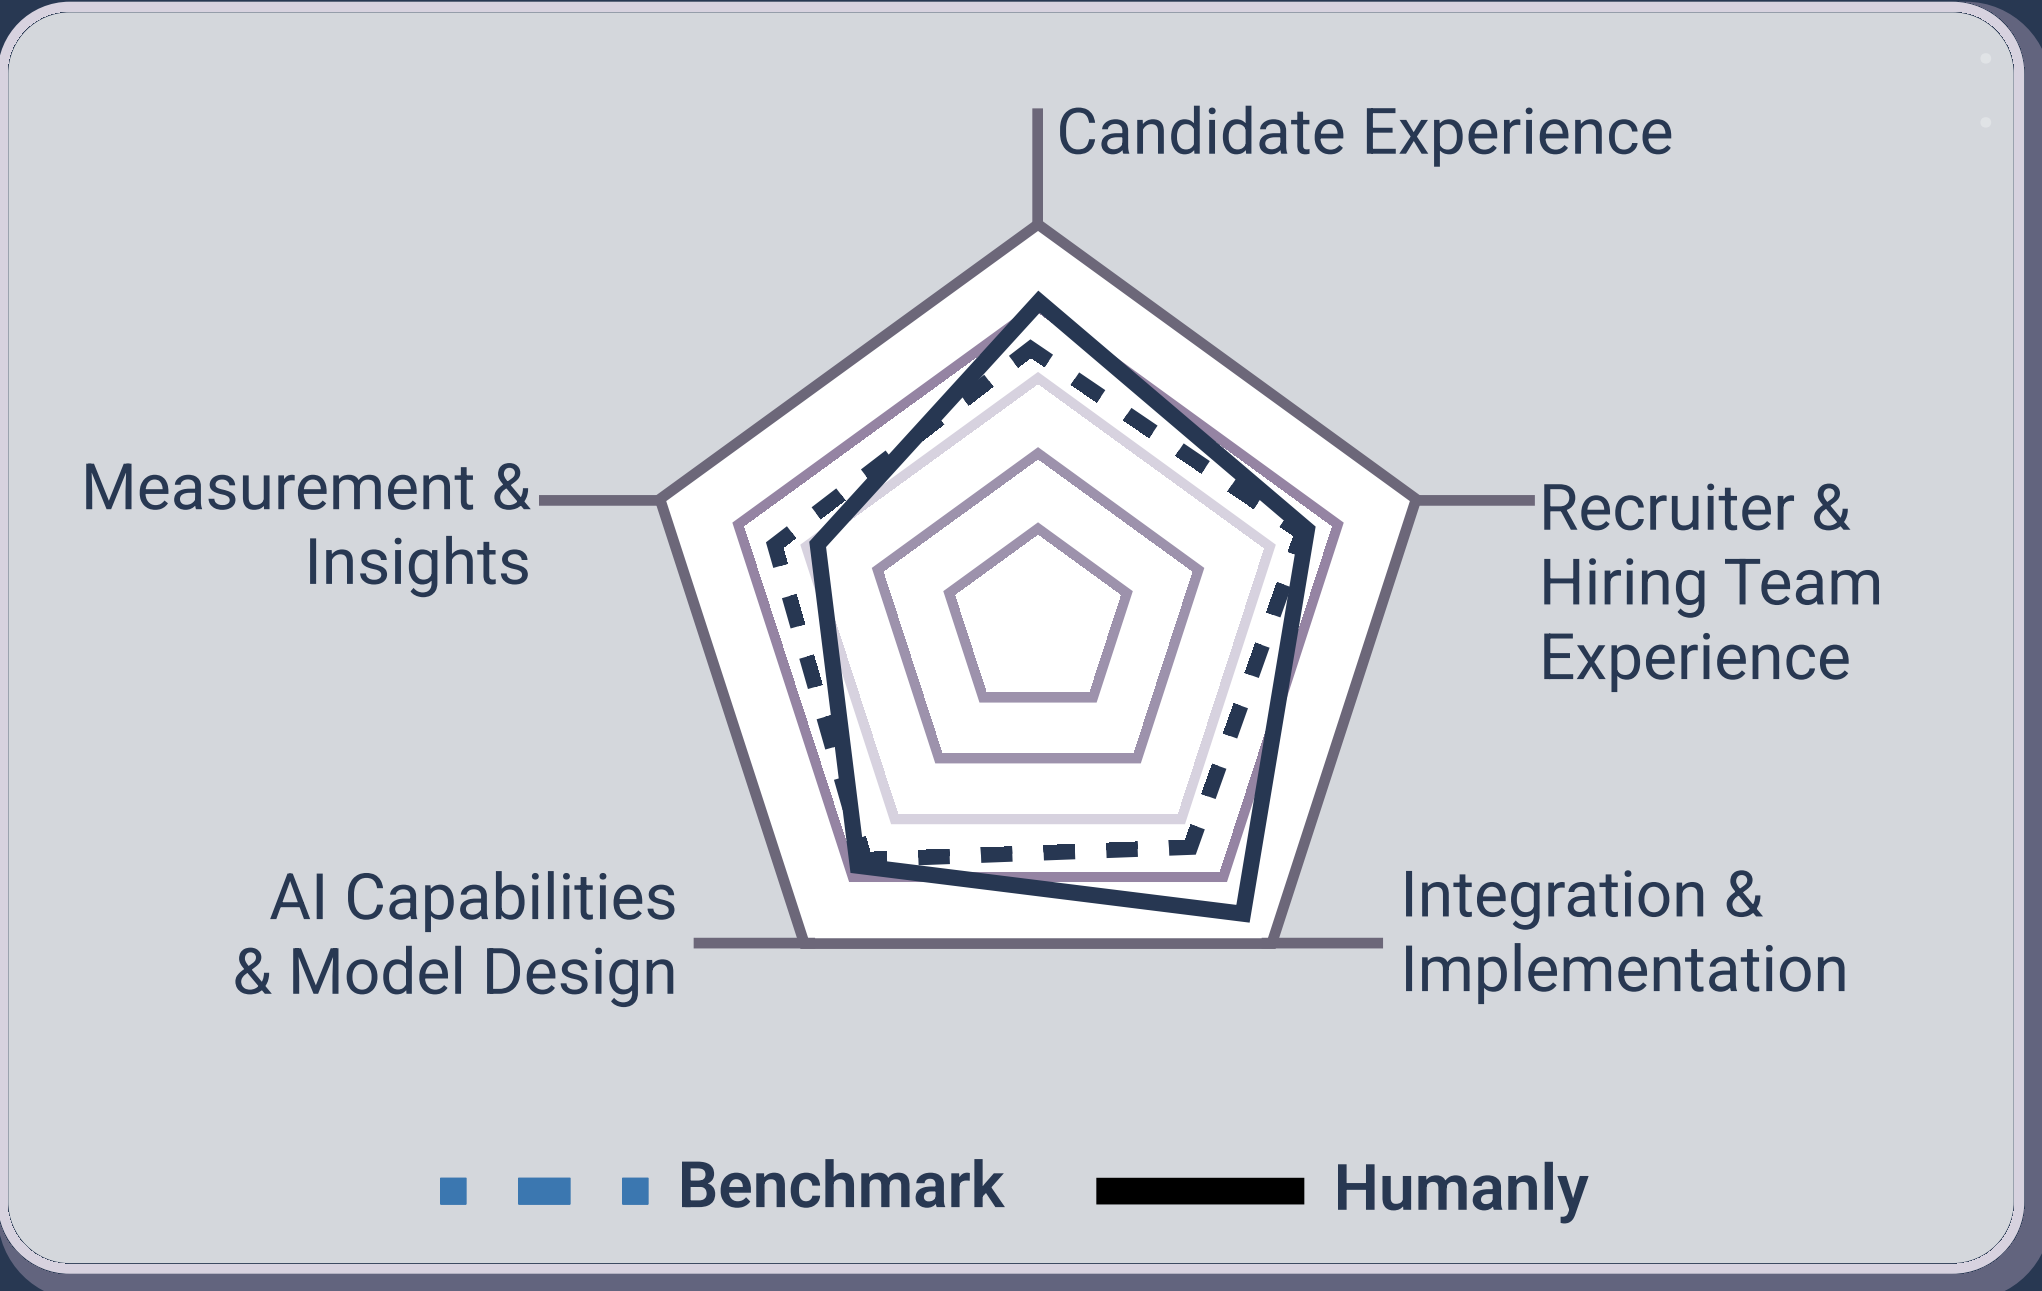 Candidate Experience
Measurement &
Insights
Recruiter &
Hiring Team
Experience
AI Capabilities
& Model Design
Integration &
Implementation
Benchmark
Humanly